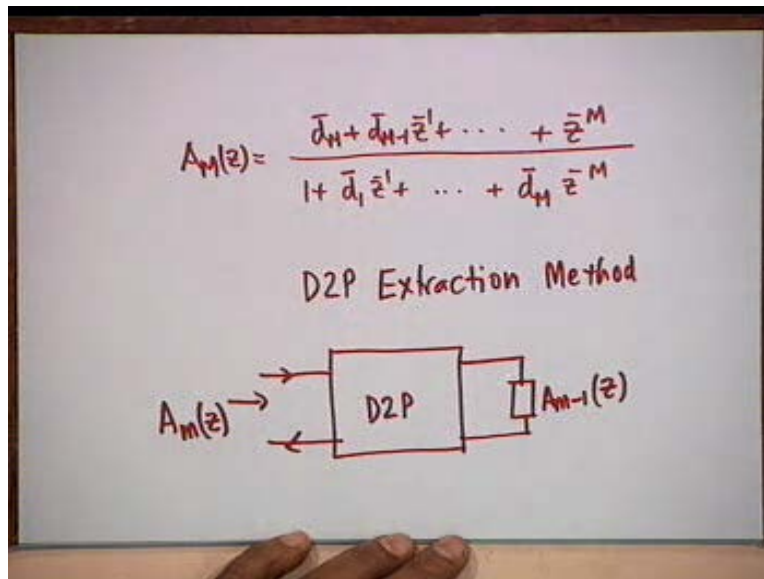 A_M(z) = (d̄_M + d̄_{M-1} z̄^1 + ... + z̄^M) / (1 + d̄_1 z̄^1 + ... + d̄_M z̄^{-M})
D2P Extraction Method
A_m(z) → D2P A_{m-1}(z)